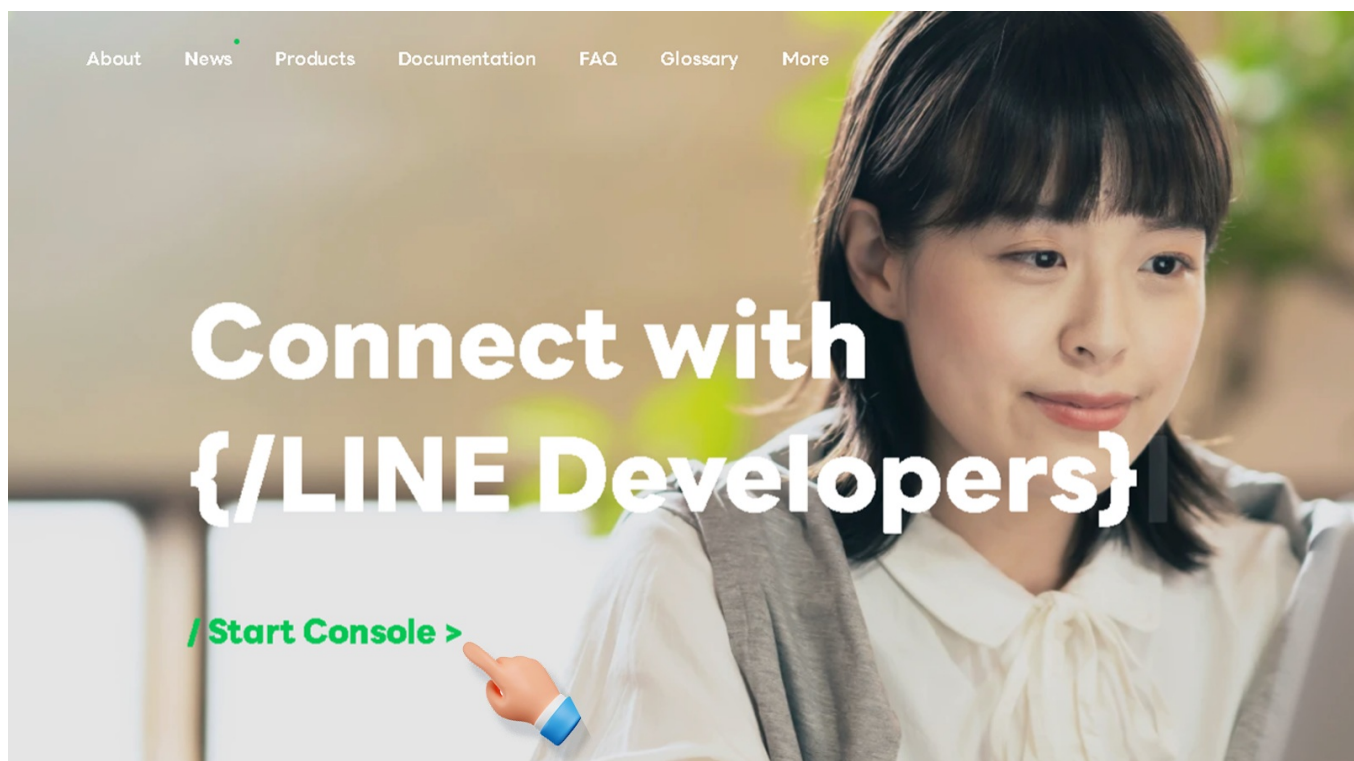 About News Products Documentation FAQ Glossary More
Connect with
{/LINE Developers}
/ Start Console >